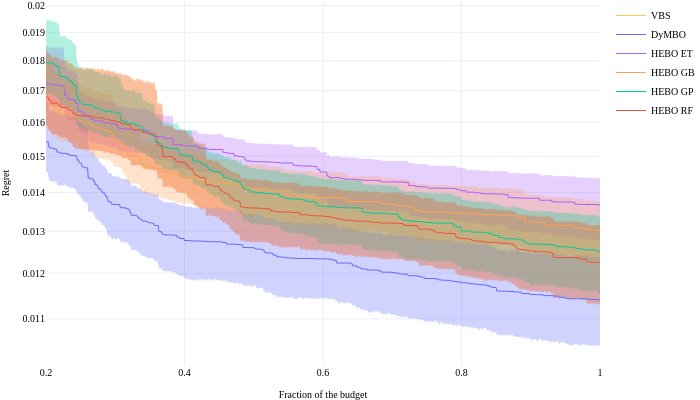 0.02
0.019
0.018
0.017
0.016
0.015
0.014
0.013
0.012
0.011
Regret
0.2
0.4
0.6
0.8
1
Fraction of the budget
VBS
DyMBO
HEBO ET
HEBO GB
HEBO GP
HEBO RF